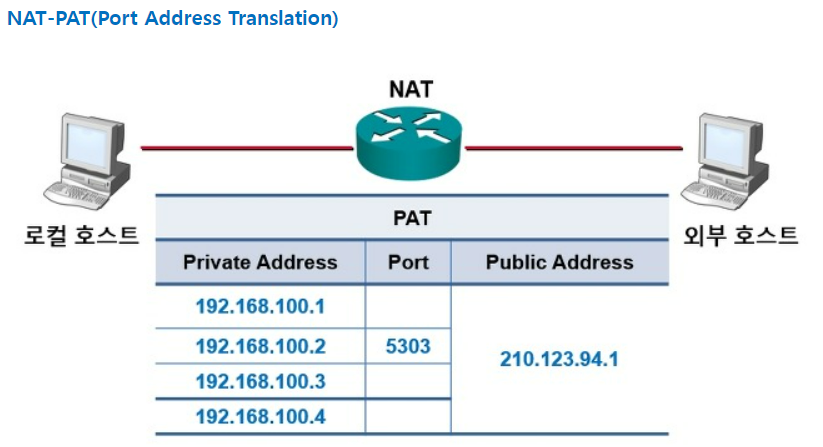 NAT-PAT(Port Address Translation)
NAT
로컬 호스트
외부 호스트
PAT
Private Address Port Public Address
192.168.100.1
192.168.100.2 5303
210.123.94.1
192.168.100.3
192.168.100.4